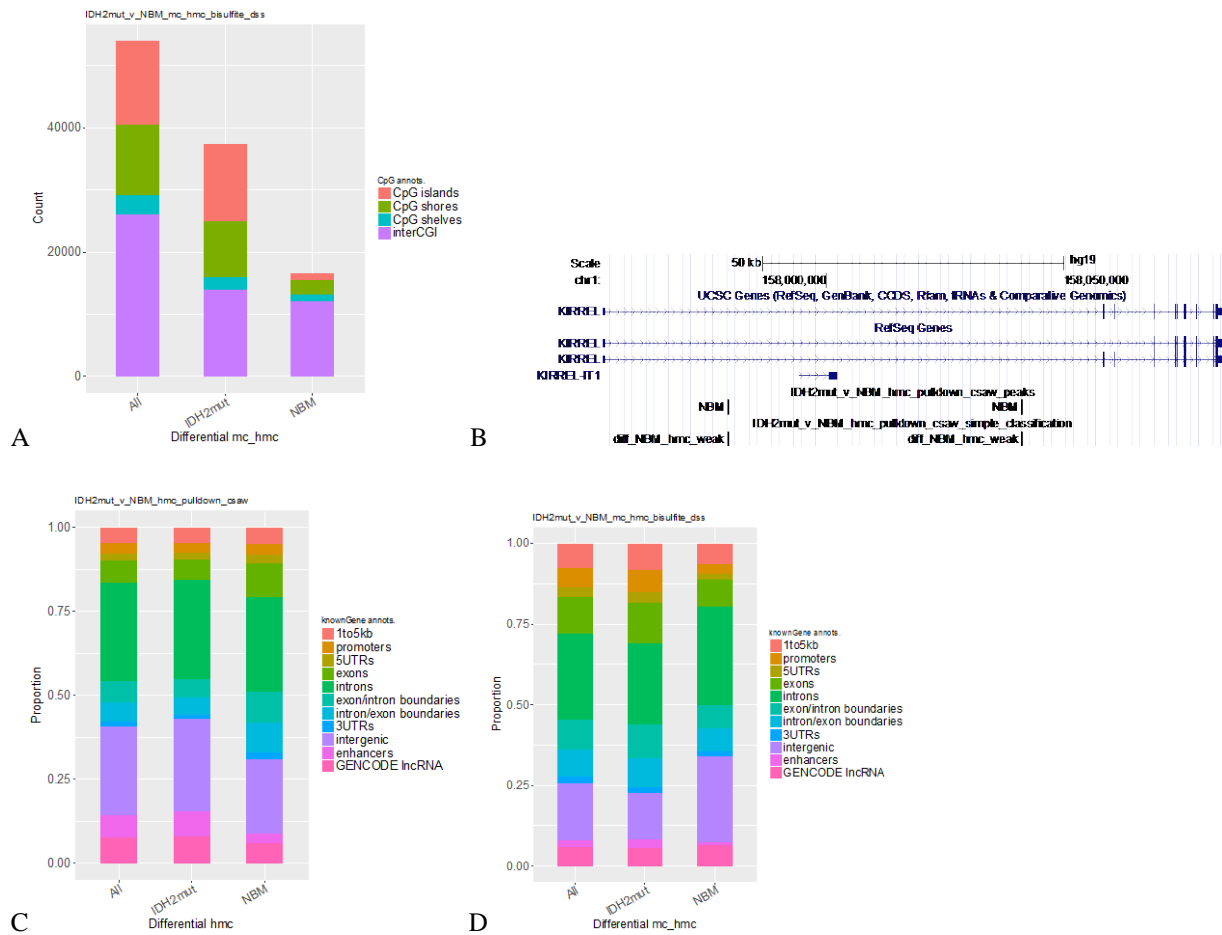 IDH2mut_v_NBM_mc_hmc_bisulfite_dss
40000
20000
0
Count
All
IDH2mut
NBM
Differential mc_hmc
CpG annots.
CpG islands
CpG shores
CpG shelves
interCGI
A
Scale
50 kb
hg19
chr1:
158,000,000
158,050,000
UCSC Genes (RefSeq, GenBank, CCDS, Rfam, tRNAs & Comparative Genomics)
KIRREL
RefSeq Genes
KIRREL
KIRREL
KIRREL-IT1
IDH2mut_v_NBM_hmc_pulldown_csaw_peaks
NBM
NBM
IDH2mut_v_NBM_hmc_pulldown_csaw_simple_classification
diff_NBM_hmc_weak
diff_NBM_hmc_weak
B
IDH2mut_v_NBM_hmc_pulldown_csaw
1.00
0.75
0.50
0.25
0.00
Proportion
All
IDH2mut
NBM
Differential hmc
knownGene annots.
1to5kb
promoters
5UTRs
exons
introns
exon/intron boundaries
intron/exon boundaries
3UTRs
intergenic
enhancers
GENCODE lncRNA
C
IDH2mut_v_NBM_mc_hmc_bisulfite_dss
1.00
0.75
0.50
0.25
0.00
Proportion
All
IDH2mut
NBM
Differential mc_hmc
knownGene annots.
1to5kb
promoters
5UTRs
exons
introns
exon/intron boundaries
intron/exon boundaries
3UTRs
intergenic
enhancers
GENCODE lncRNA
D